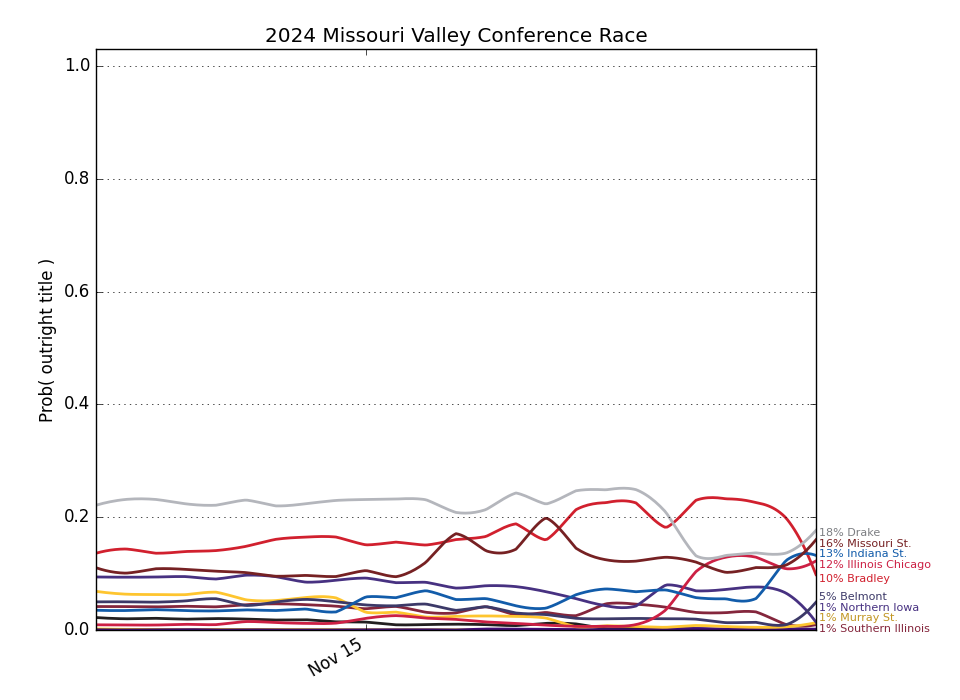 2024 Missouri Valley Conference Race
Prob( outright title )
1.0
0.8
0.6
0.4
0.2
0.0
Nov 15
18% Drake
16% Missouri St.
13% Indiana St.
12% Illinois Chicago
10% Bradley
5% Belmont
1% Northern Iowa
1% Murray St.
1% Southern Illinois